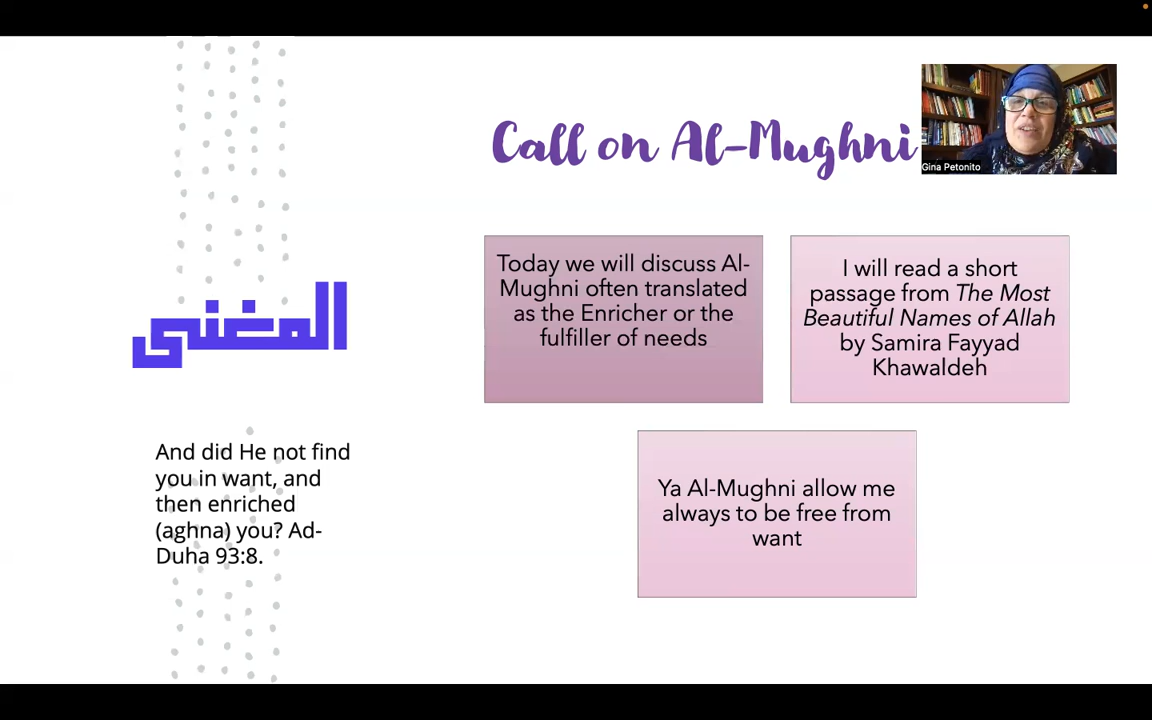 Call on Al-Mughni
Gina Petonito
Today we will discuss Al-
Mughni often translated
as the Enricher or the
fulfiller of needs
I will read a short
passage from The Most
Beautiful Names of Allah
by Samira Fayyad
Khawaldeh
المغنى
And did He not find
you in want, and
then enriched
(aghna) you? Ad-
Duha 93:8.
Ya Al-Mughni allow me
always to be free from
want